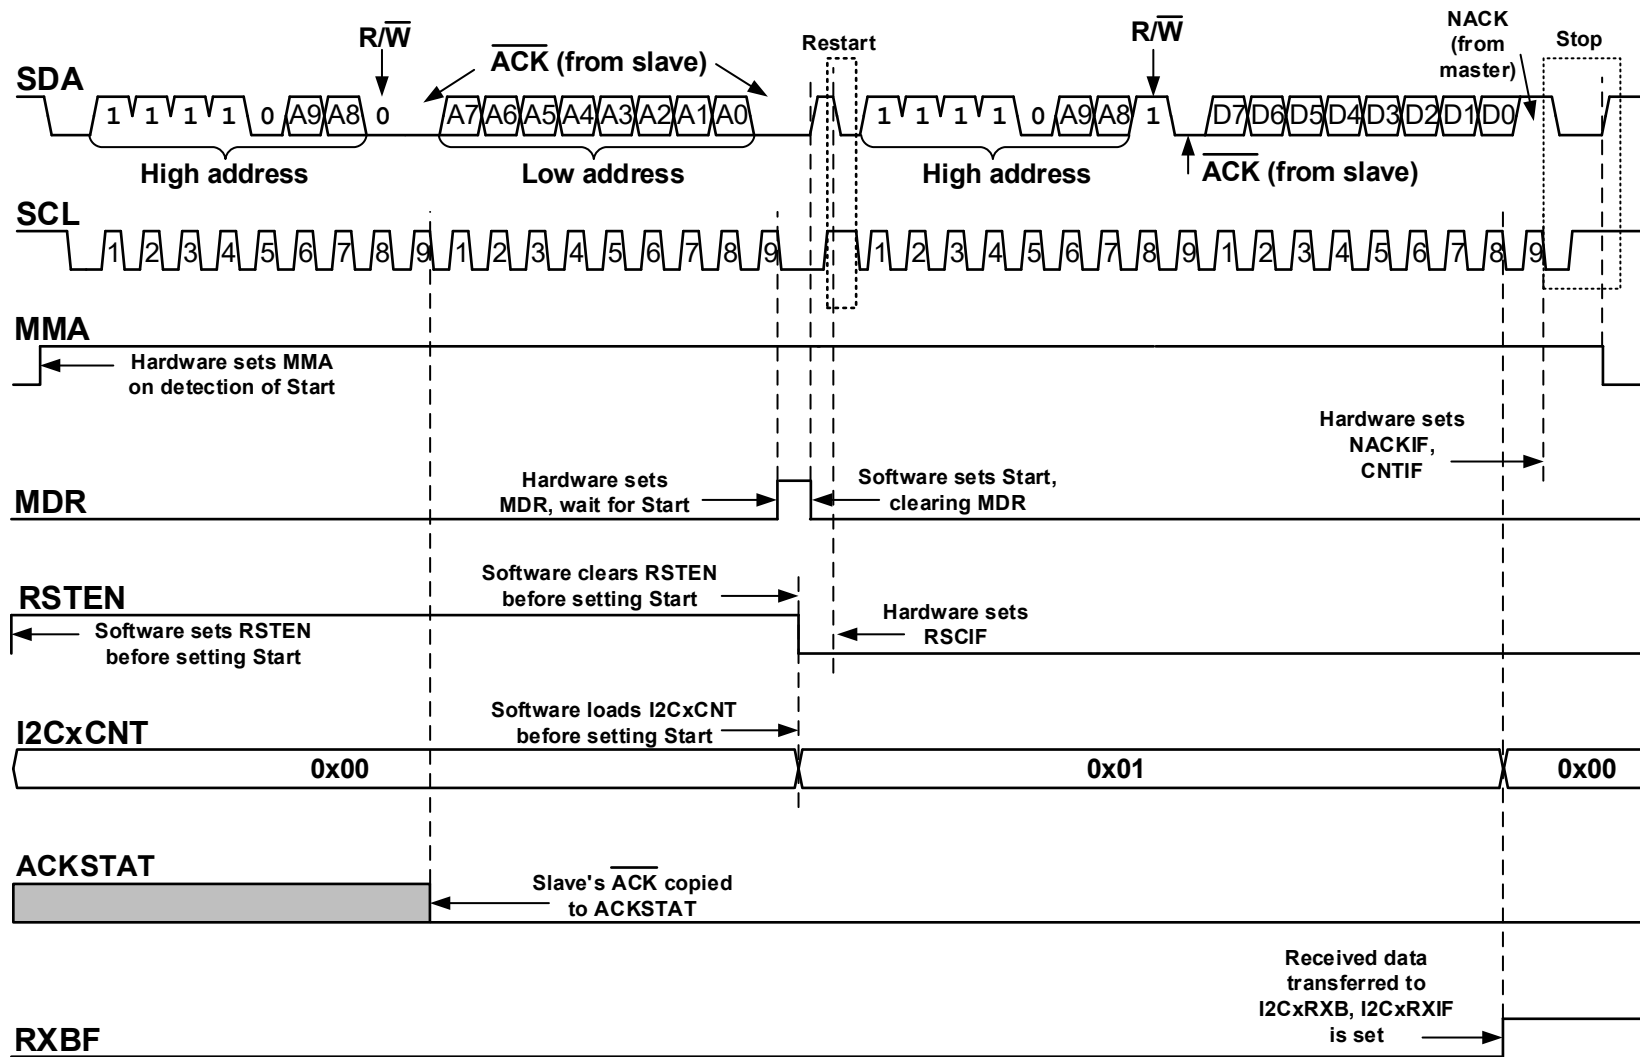 R/W
ACK (from slave)
Restart
R/W
NACK
(from
master)
Stop
SDA
1 1 1 1 0 A9 A8 0 A7 A6 A5 A4 A3 A2 A1 A0 1 1 1 1 0 A9 A8 1 D7 D6 D5 D4 D3 D2 D1 D0
High address
Low address
High address
ACK (from slave)
SCL
1 2 3 4 5 6 7 8 9 1 2 3 4 5 6 7 8 9 1 2 3 4 5 6 7 8 9 1 2 3 4 5 6 7 8 9
MMA
Hardware sets MMA
on detection of Start
Hardware sets
NACKIF,
CNTIF
MDR
Hardware sets
MDR, wait for Start
Software sets Start,
clearing MDR
RSTEN
Software sets RSTEN
before setting Start
Software clears RSTEN
before setting Start
Hardware sets
RSCIF
I2CxCNT
Software loads I2CxCNT
before setting Start
0x00 0x01 0x00
ACKSTAT
Slave's ACK copied
to ACKSTAT
Received data
transferred to
I2CxRXB, I2CxRXIF
is set
RXBF